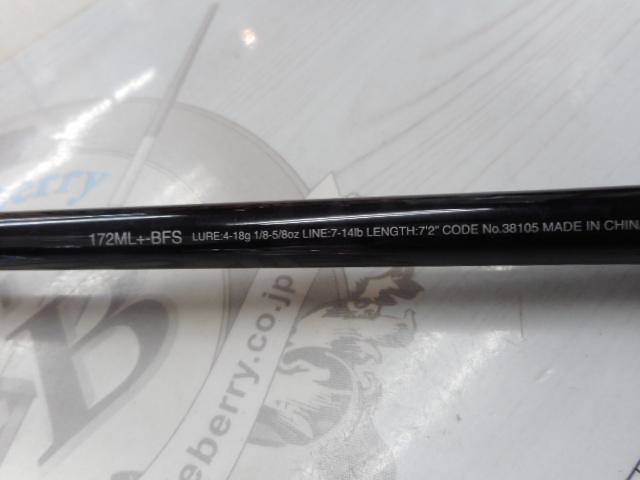 berry
172ML+-BFS LURE:4-18g 1/8-5/8oz LINE:7-14lb LENGTH:7'2" CODE No.38105 MADE IN CHINA
B
eberry.co.jp